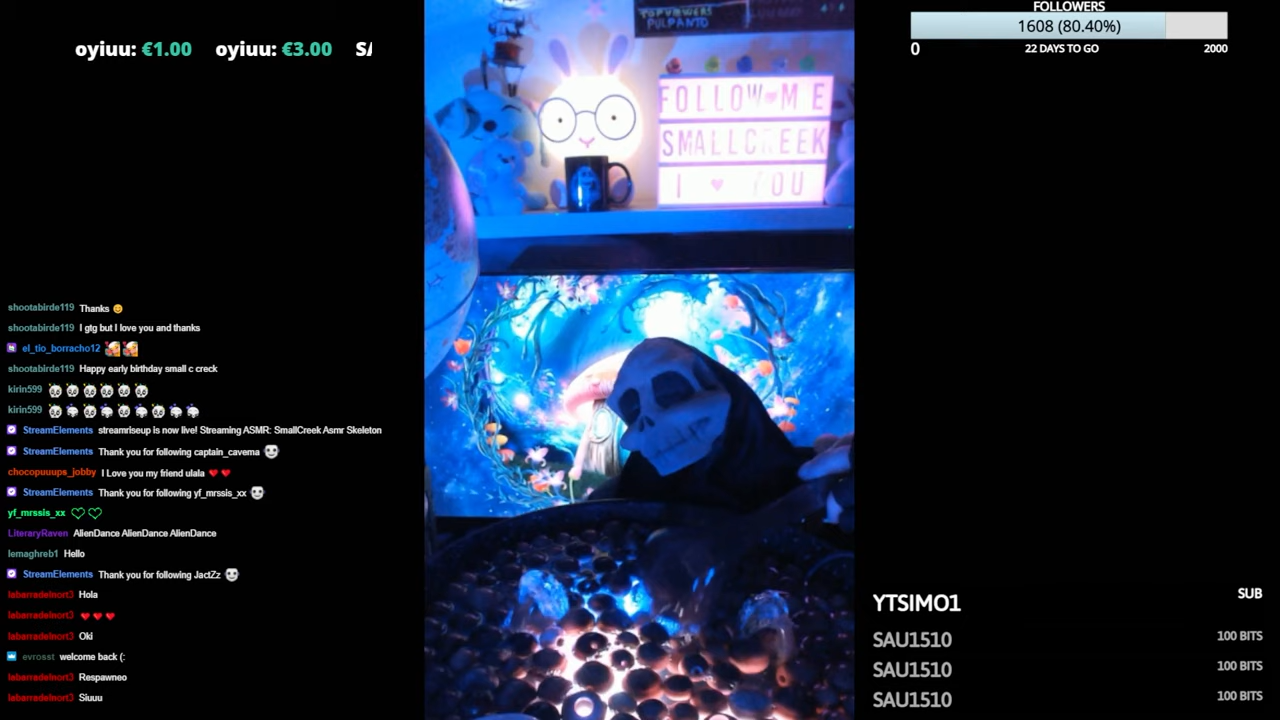 oyiuu: €1.00 oyiuu: €3.00 SA
shootabirde119 Thanks
shootabirde119 I gtg but I love you and thanks
el_tio_borracho12
shootabirde119 Happy early birthday small c creck
kirin599
kirin599
StreamElements streamriseup is now live! Streaming ASMR: SmallCreek Asmr Skeleton
StreamElements Thank you for following captain_cavema
chocopuuups_jobby I Love you my friend ulala
StreamElements Thank you for following yf_mrssis_xx
yf_mrssis_xx
LiteraryRaven AlienDance AlienDance AlienDance
lemaghreb1 Hello
StreamElements Thank you for following JactZz
labarradelnort3 Hola
labarradelnort3
labarradelnort3 Oki
evrosst welcome back (:
labarradelnort3 Respawneo
labarradelnort3 Siuuu
TOPVIEWERS
PULPANTO
FOLLOW ME
SMALLCREEK
I ♥ YOU
FOLLOWERS
1608 (80.40%)
0 22 DAYS TO GO 2000
YTSIMO1 SUB
SAU1510 100 BITS
SAU1510 100 BITS
SAU1510 100 BITS